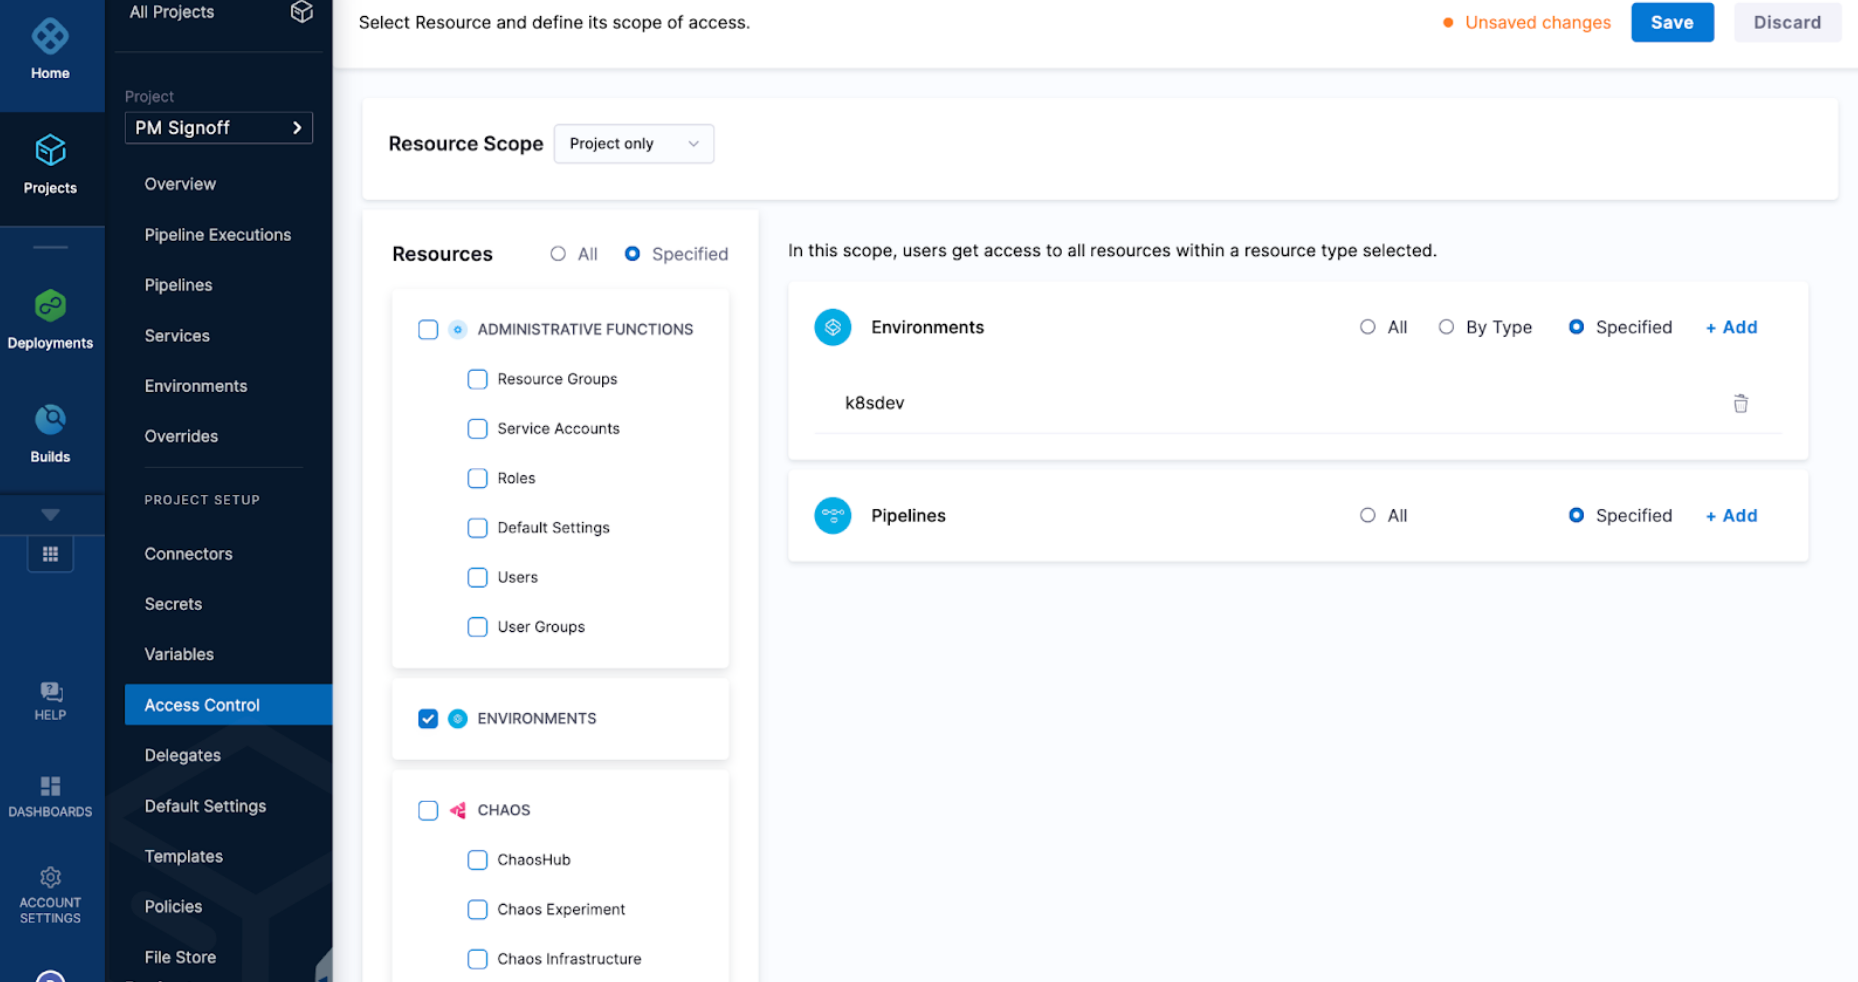 Home
Projects
Deployments
Builds
HELP
DASHBOARDS
ACCOUNT
SETTINGS
All Projects
Project
PM Signoff
Overview
Pipeline Executions
Pipelines
Services
Environments
Overrides
PROJECT SETUP
Connectors
Secrets
Variables
Access Control
Delegates
Default Settings
Templates
Policies
File Store
Select Resource and define its scope of access.
Unsaved changes
Save
Discard
Resource Scope
Project only
Resources
All
Specified
ADMINISTRATIVE FUNCTIONS
Resource Groups
Service Accounts
Roles
Default Settings
Users
User Groups
ENVIRONMENTS
CHAOS
ChaosHub
Chaos Experiment
Chaos Infrastructure
In this scope, users get access to all resources within a resource type selected.
Environments
All
By Type
Specified
+ Add
k8sdev
Pipelines
All
Specified
+ Add